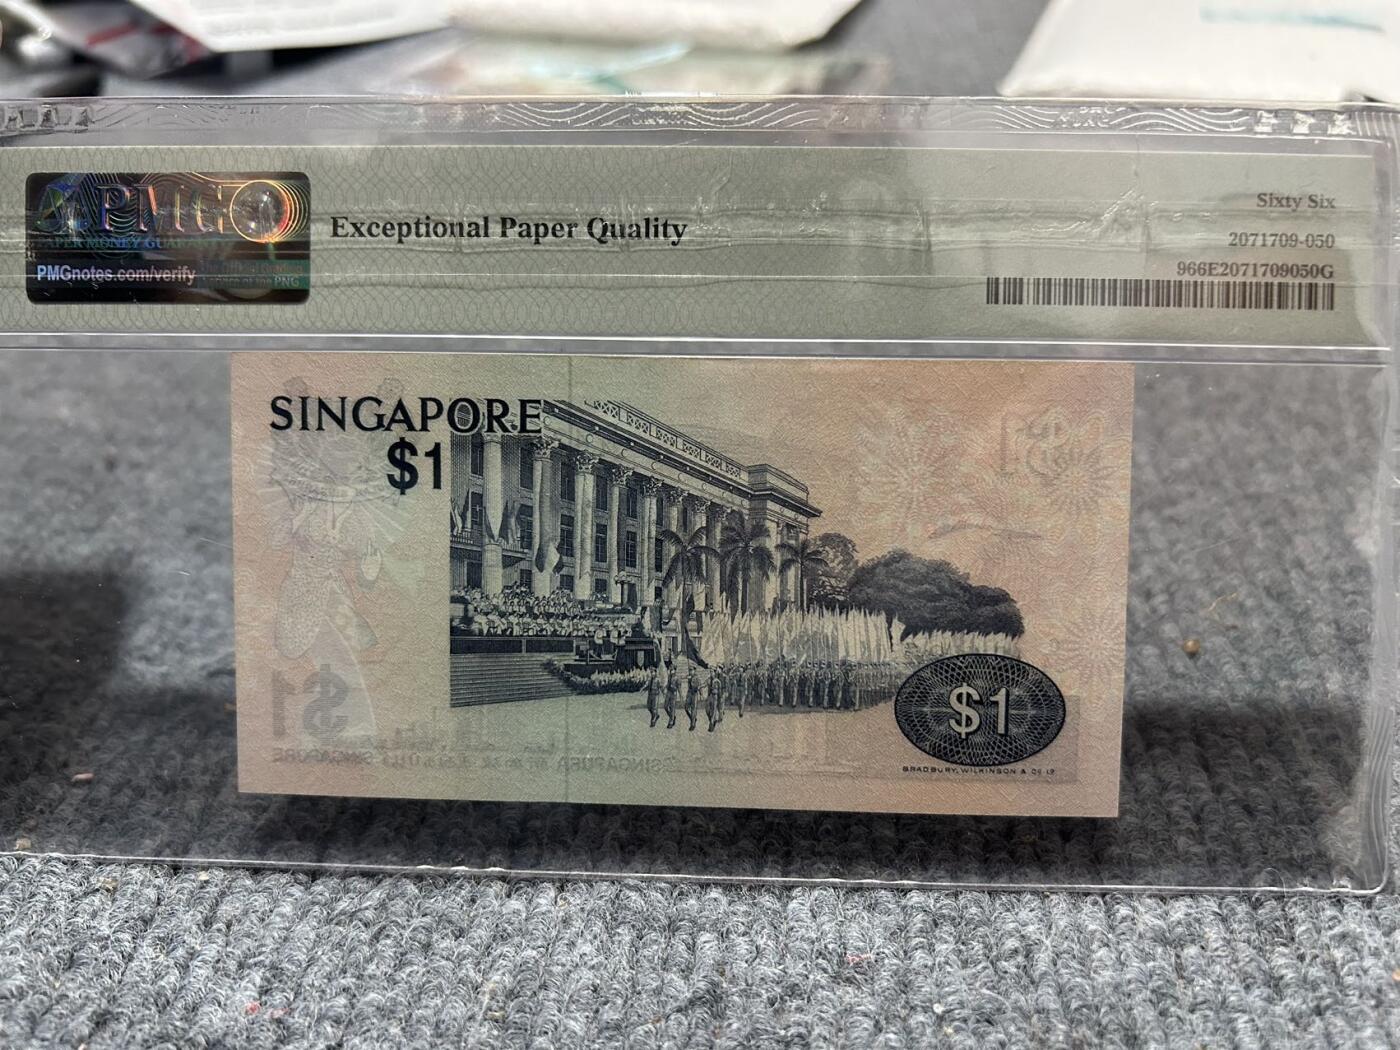 PMG
PAPER MONEY GUARANTY
PMGnotes.com/verify
Exceptional Paper Quality
Sixty Six
2071709-050
966E2071709050G
SINGAPORE
$1
$1
BRADBURY, WILKINSON & Co Lᴅ